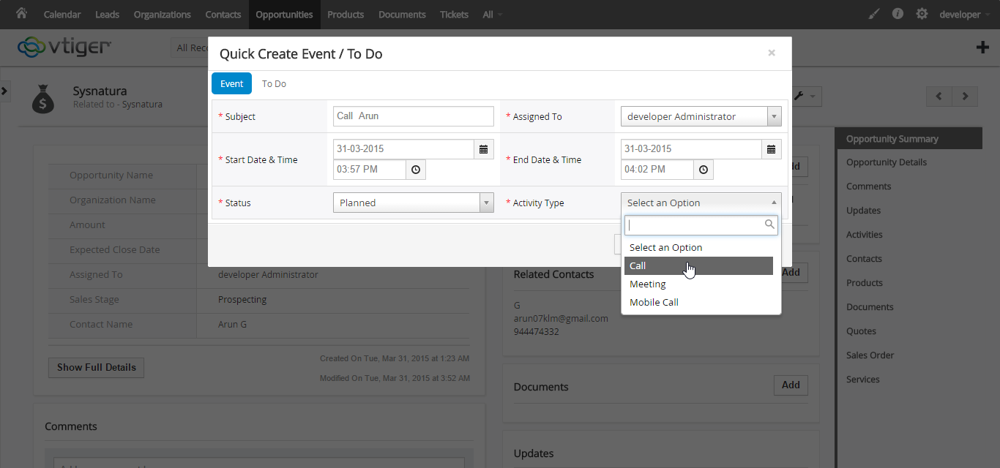 Calendar Leads Organizations Contacts Opportunities Products Documents Tickets All developer
vtiger All Rec
Quick Create Event / To Do ×
Event To Do
Sysnatura
Related to - Sysnatura
* Subject Call Arun * Assigned To developer Administrator
* Start Date & Time 31-03-2015 * End Date & Time 31-03-2015
03:57 PM 04:02 PM
* Status Planned * Activity Type Select an Option
Select an Option
Call
Meeting
Mobile Call
Opportunity Name
Organization Name
Amount
Expected Close Date
Assigned To developer Administrator
Sales Stage Prospecting
Contact Name Arun G
Show Full Details
Created On Tue, Mar 31, 2015 at 1:23 AM
Modified On Tue, Mar 31, 2015 at 3:52 AM
Comments
Related Contacts Add
G
arun07klm@gmail.com
944474332
Documents Add
Updates
Opportunity Summary
Opportunity Details
Comments
Updates
Activities
Contacts
Products
Documents
Quotes
Sales Order
Services